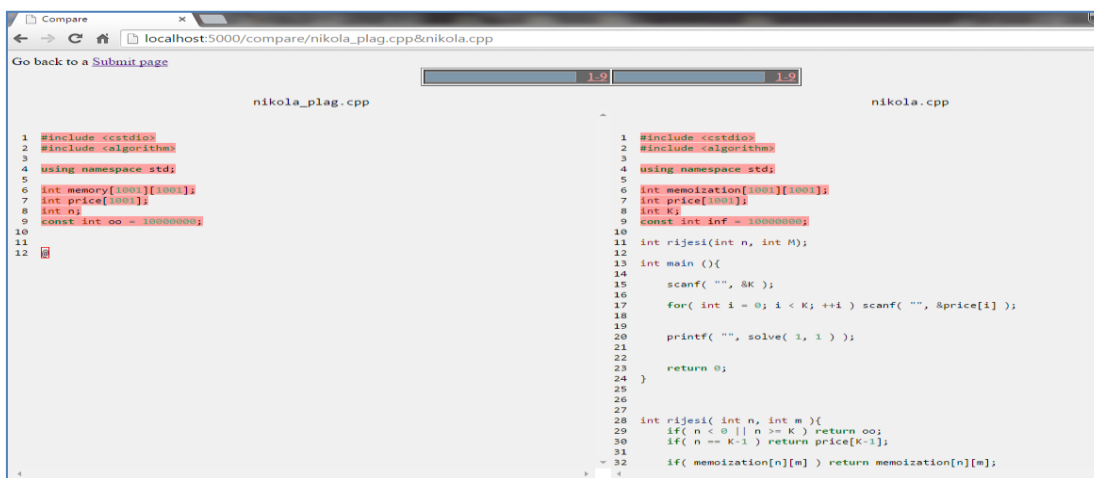 Compare
localhost:5000/compare/nikola_plag.cpp&nikola.cpp
Go back to a Submit page
1-9 1-9
nikola_plag.cpp
1 #include <cstdio>
2 #include <algorithm>
3
4 using namespace std;
5
6 int memory[1001][1001];
7 int price[1001];
8 int n;
9 const int oo = 10000000;
10
11
12 @
nikola.cpp
1 #include <cstdio>
2 #include <algorithm>
3
4 using namespace std;
5
6 int memoization[1001][1001];
7 int price[1001];
8 int K;
9 const int inf = 10000000;
10
11 int rijesi(int n, int M);
12
13 int main (){
14
15 scanf( "", &K );
16
17 for( int i = 0; i < K; ++i ) scanf( "", &price[i] );
18
19
20 printf( "", solve( 1, 1 ) );
21
22
23 return 0;
24 }
25
26
27
28 int rijesi( int n, int m ){
29 if( n < 0 || n >= K ) return oo;
30 if( n == K-1 ) return price[K-1];
31
32 if( memoization[n][m] ) return memoization[n][m];